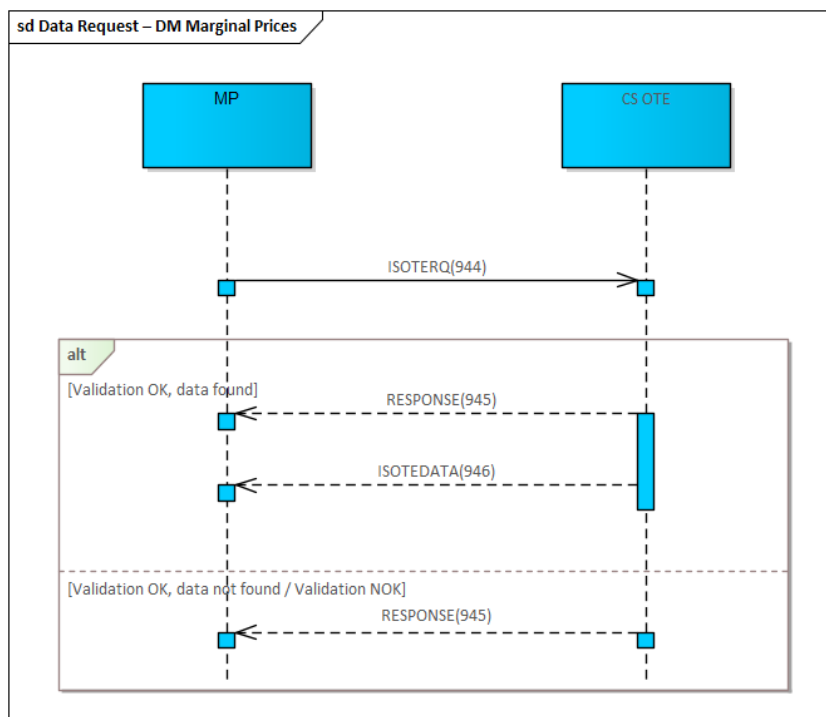 sd Data Request – DM Marginal Prices
MP
CS OTE
ISOTERQ(944)
alt
[Validation OK, data found]
RESPONSE(945)
ISOTEDATA(946)
[Validation OK, data not found / Validation NOK]
RESPONSE(945)